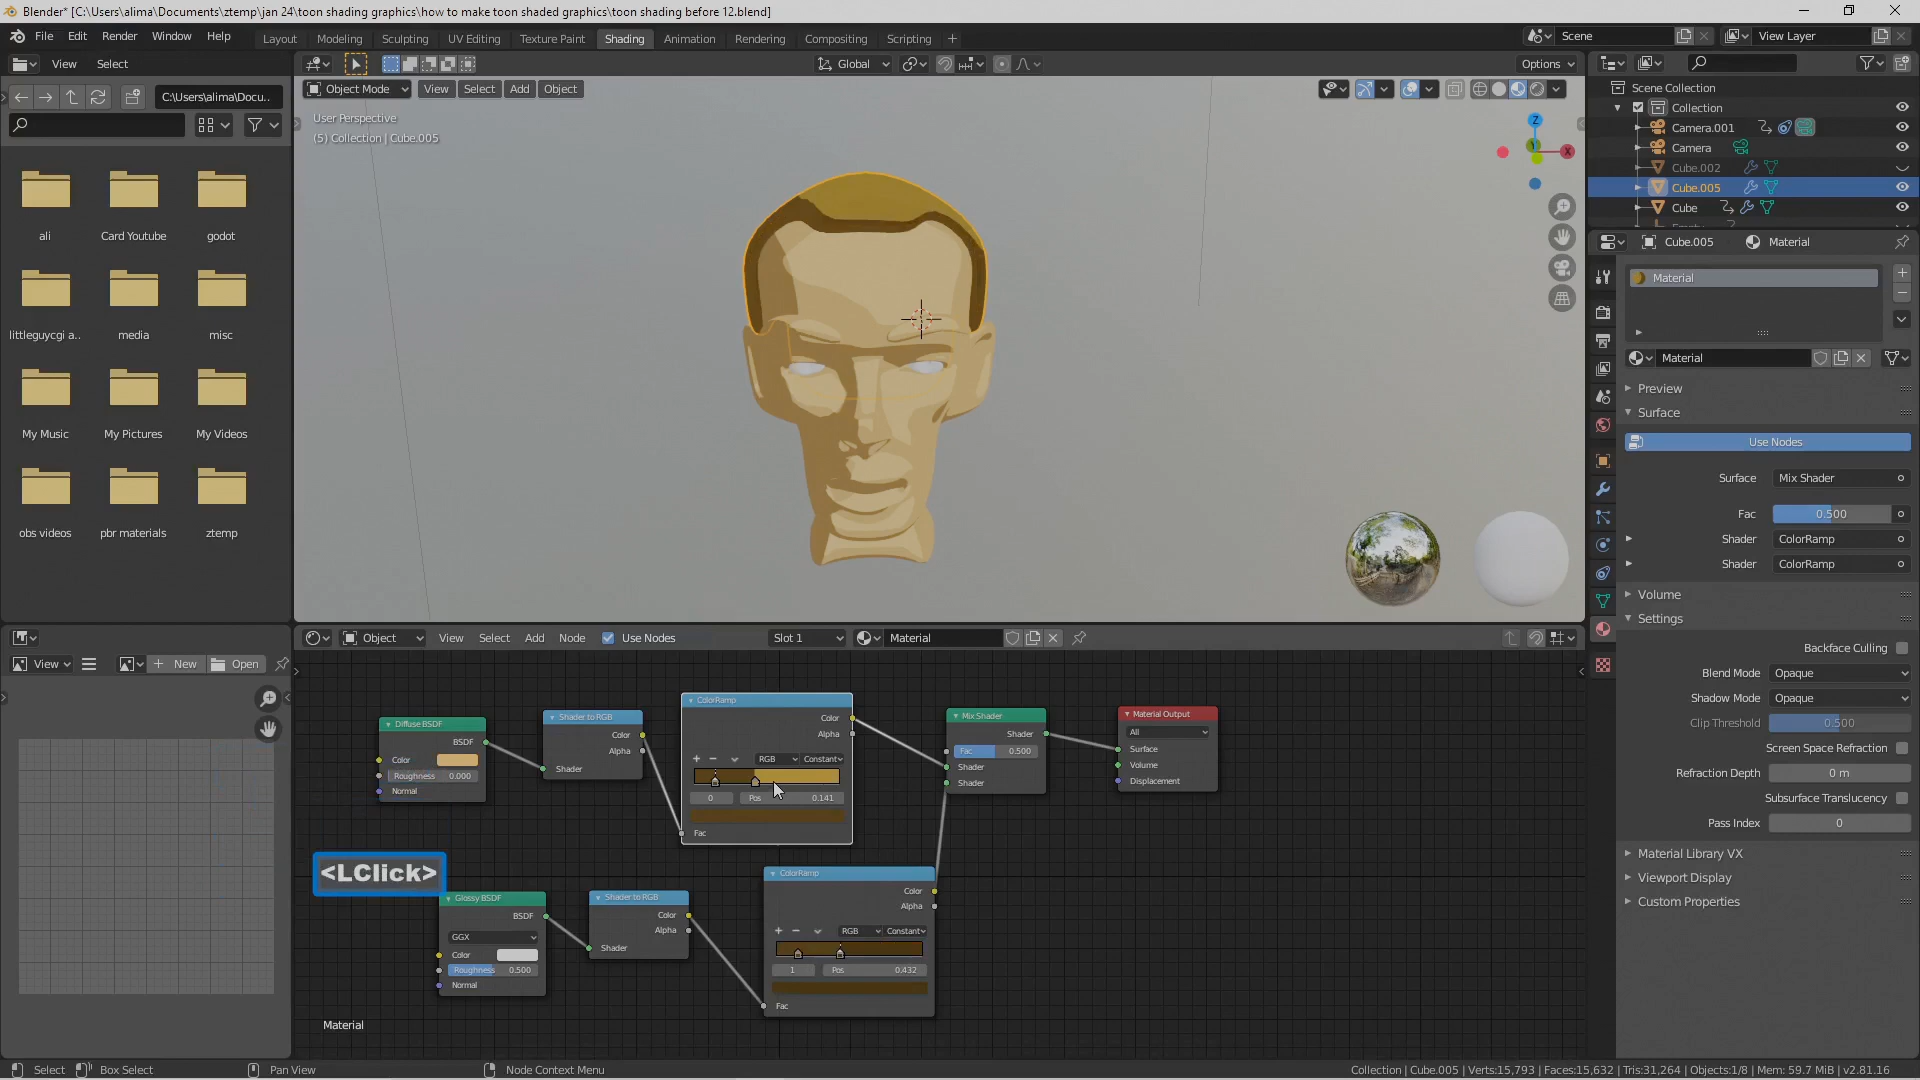 Blender* [C:\Users\alima\Documents\ztemp\jan 24\toon shading graphics\how to make toon shaded graphics\toon shading before 12.blend]
File Edit Render Window Help
Layout Modeling Sculpting UV Editing Texture Paint Shading Animation Rendering Compositing Scripting +
Scene
View Layer
View Select
Global
Options
C:\Users\alima\Docu..
Object Mode View Select Add Object
User Perspective
(5) Collection | Cube.005
Z
X
Y
ali
Card Youtube
godot
littleguycgi a..
media
misc
My Music
My Pictures
My Videos
obs videos
pbr materials
ztemp
Scene Collection
Collection
Camera.001
Camera
Cube.002
Cube.005
Cube
Cube.005
Material
Material
Material
Preview
Surface
Use Nodes
Surface Mix Shader
Fac 0.500
Shader ColorRamp
Shader ColorRamp
Volume
Settings
Backface Culling
Blend Mode Opaque
Shadow Mode Opaque
Clip Threshold 0.500
Screen Space Refraction
Refraction Depth 0 m
Subsurface Translucency
Pass Index 0
Material Library VX
Viewport Display
Custom Properties
View New Open
Object View Select Add Node Use Nodes Slot 1 Material
Diffuse BSDF
BSDF
Color
Roughness 0.000
Normal
Shader to RGB
Color
Alpha
Shader
ColorRamp
Color
Alpha
RGB Constant
0 Pos 0.141
Fac
Mix Shader
Shader
Fac 0.500
Shader
Shader
Material Output
All
Surface
Volume
Displacement
<LClick>
Glossy BSDF
BSDF
GGX
Color
Roughness 0.500
Normal
Shader to RGB
Color
Alpha
Shader
ColorRamp
Color
Alpha
RGB Constant
1 Pos 0.432
Fac
Material
Select Box Select Pan View Node Context Menu
Collection | Cube.005 | Verts:15,793 | Faces:15,632 | Tris:31,264 | Objects:1/8 | Mem: 59.7 MiB | v2.81.16